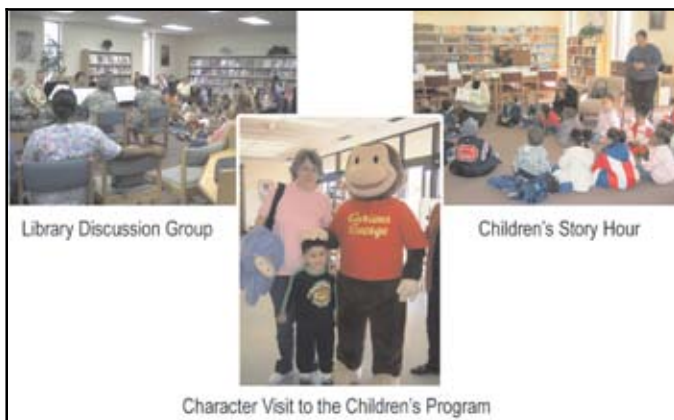 Library Discussion Group
Children's Story Hour
Curious
George
Character Visit to the Children's Program